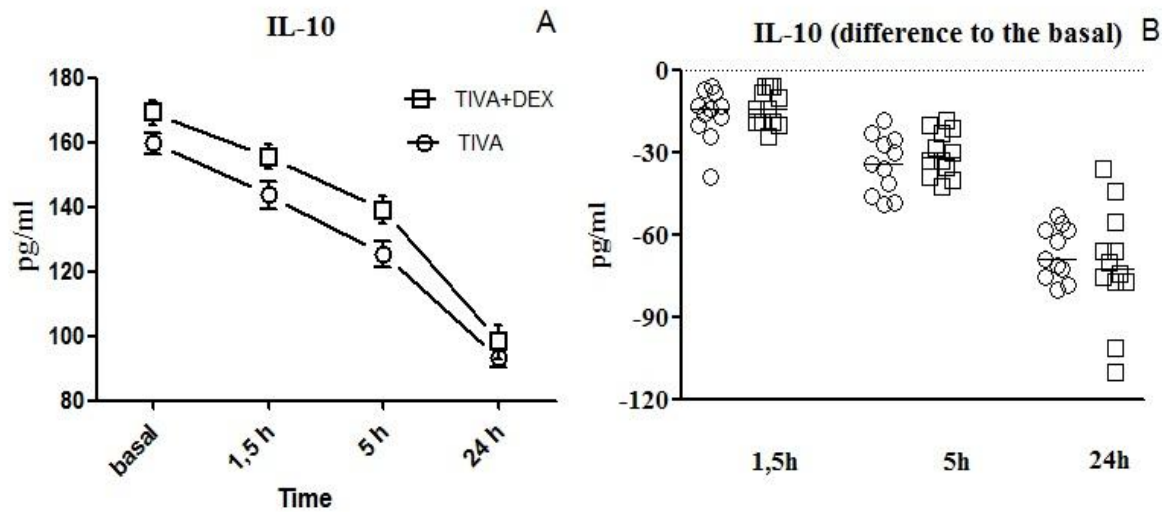 IL-10 A
180
160
140
120
100
80
pg/ml
TIVA+DEX
TIVA
basal 1,5 h 5 h 24 h
Time
IL-10 (difference to the basal) B
0
-30
-60
-90
-120
pg/ml
1,5h 5h 24h